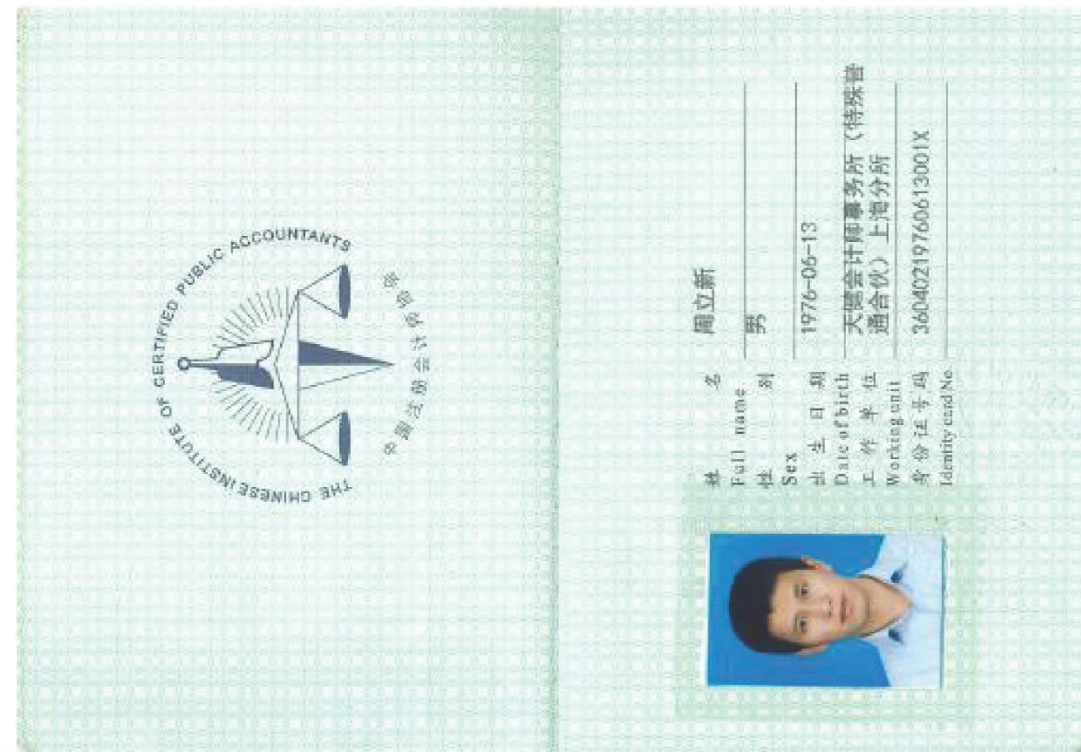 THE CHINESE INSTITUTE OF CERTIFIED PUBLIC ACCOUNTANTS
中国注册会计师协会
姓 名 周立新
Full name
性 别 男
Sex
出 生 日 期 1976-06-13
Date of birth
工 作 单 位 天健会计师事务所（特殊普
Working unit 通合伙）上海分所
身 份 证 号 码 36040219760613001X
Identity card No.